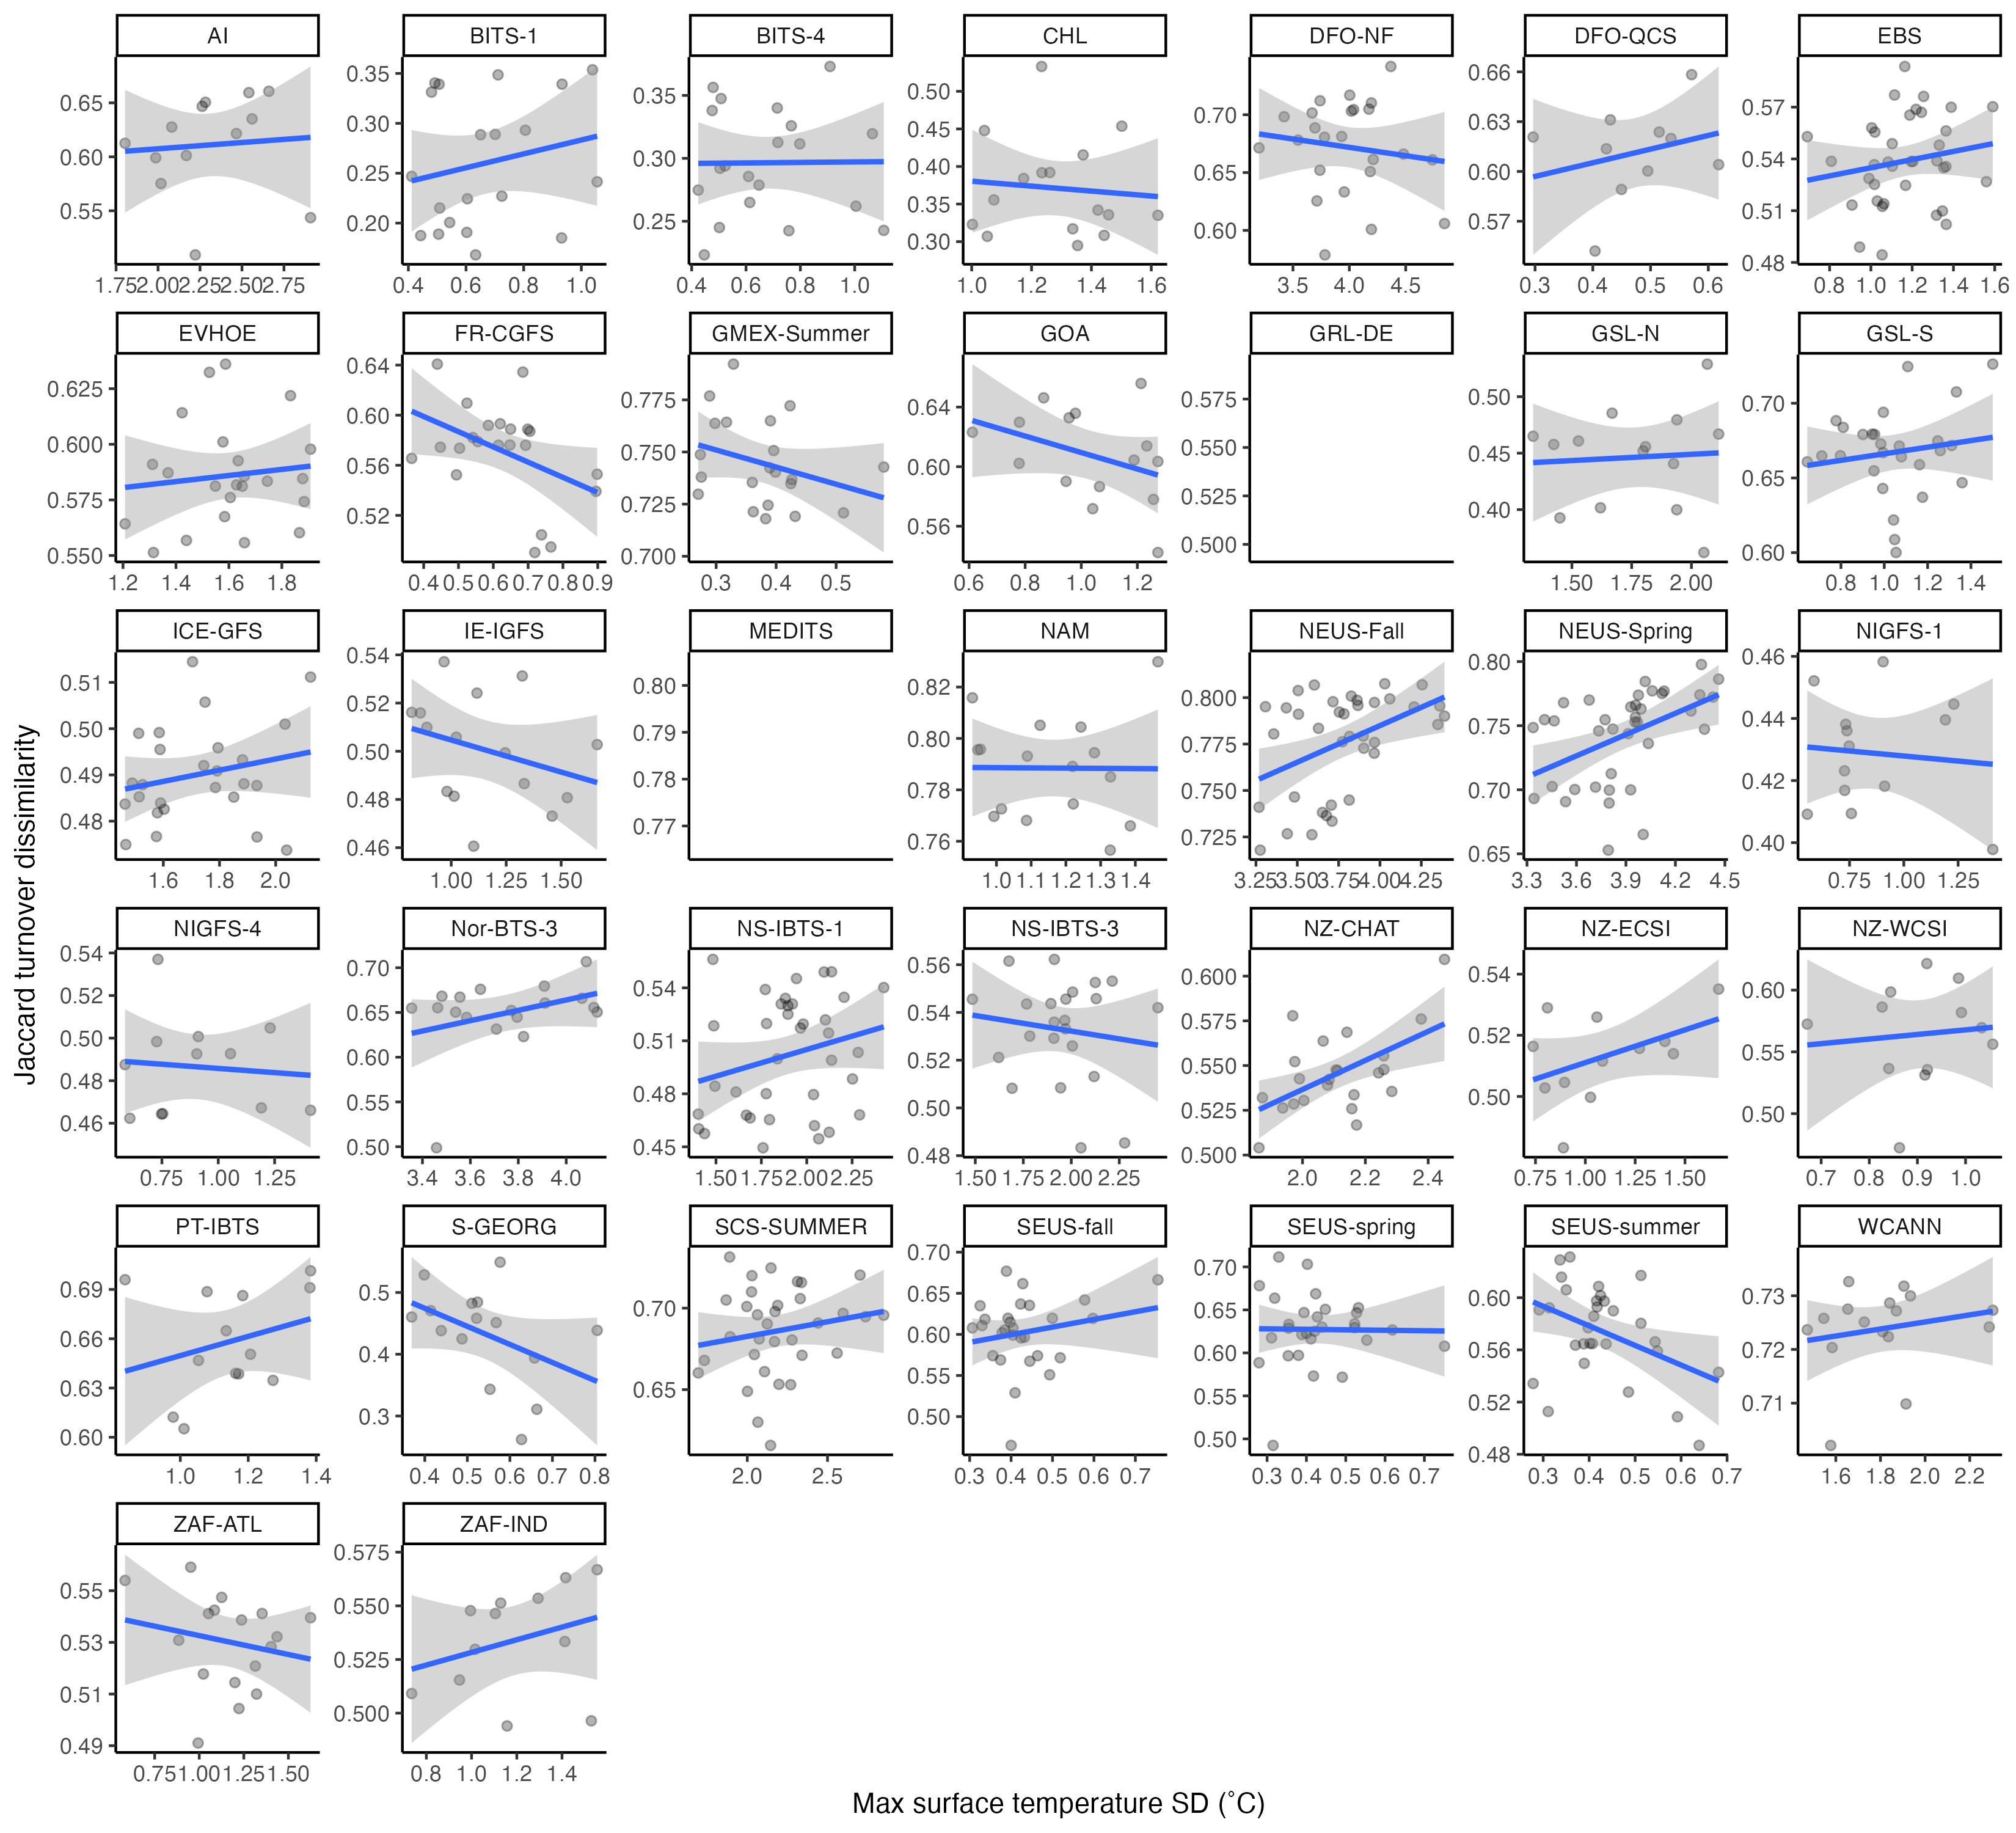 AI BITS-1 BITS-4 CHL DFO-NF DFO-QCS EBS
0.65 0.60 0.55
1.75 2.00 2.25 2.50 2.75
0.35 0.30 0.25 0.20
0.4 0.6 0.8 1.0
0.35 0.30 0.25
0.4 0.6 0.8 1.0
0.50 0.45 0.40 0.35 0.30
1.0 1.2 1.4 1.6
0.70 0.65 0.60
3.5 4.0 4.5
0.66 0.63 0.60 0.57
0.3 0.4 0.5 0.6
0.57 0.54 0.51 0.48
0.8 1.0 1.2 1.4 1.6
EVHOE FR-CGFS GMEX-Summer GOA GRL-DE GSL-N GSL-S
0.625 0.600 0.575 0.550
1.2 1.4 1.6 1.8
0.64 0.60 0.56 0.52
0.4 0.5 0.6 0.7 0.8 0.9
0.775 0.750 0.725 0.700
0.3 0.4 0.5
0.64 0.60 0.56
0.6 0.8 1.0 1.2
0.575 0.550 0.525 0.500
0.50 0.45 0.40
1.50 1.75 2.00
0.70 0.65 0.60
0.8 1.0 1.2 1.4
ICE-GFS IE-IGFS MEDITS NAM NEUS-Fall NEUS-Spring NIGFS-1
0.51 0.50 0.49 0.48
1.6 1.8 2.0
0.54 0.52 0.50 0.48 0.46
1.00 1.25 1.50
0.80 0.79 0.78 0.77
0.82 0.80 0.78 0.76
1.0 1.1 1.2 1.3 1.4
0.800 0.775 0.750 0.725
3.25 3.50 3.75 4.00 4.25
0.80 0.75 0.70 0.65
3.3 3.6 3.9 4.2 4.5
0.46 0.44 0.42 0.40
0.75 1.00 1.25
Jaccard turnover dissimilarity
NIGFS-4 Nor-BTS-3 NS-IBTS-1 NS-IBTS-3 NZ-CHAT NZ-ECSI NZ-WCSI
0.54 0.52 0.50 0.48 0.46
0.75 1.00 1.25
0.70 0.65 0.60 0.55 0.50
3.4 3.6 3.8 4.0
0.54 0.51 0.48 0.45
1.50 1.75 2.00 2.25
0.56 0.54 0.52 0.50 0.48
1.50 1.75 2.00 2.25
0.600 0.575 0.550 0.525 0.500
2.0 2.2 2.4
0.54 0.52 0.50
0.75 1.00 1.25 1.50
0.60 0.55 0.50
0.7 0.8 0.9 1.0
PT-IBTS S-GEORG SCS-SUMMER SEUS-fall SEUS-spring SEUS-summer WCANN
0.69 0.66 0.63 0.60
1.0 1.2 1.4
0.5 0.4 0.3
0.4 0.5 0.6 0.7 0.8
0.70 0.65
2.0 2.5
0.70 0.65 0.60 0.55 0.50
0.3 0.4 0.5 0.6 0.7
0.70 0.65 0.60 0.55 0.50
0.3 0.4 0.5 0.6 0.7
0.60 0.56 0.52 0.48
0.3 0.4 0.5 0.6 0.7
0.73 0.72 0.71
1.6 1.8 2.0 2.2
ZAF-ATL ZAF-IND
0.55 0.53 0.51 0.49
0.75 1.00 1.25 1.50
0.575 0.550 0.525 0.500
0.8 1.0 1.2 1.4
Max surface temperature SD (˚C)